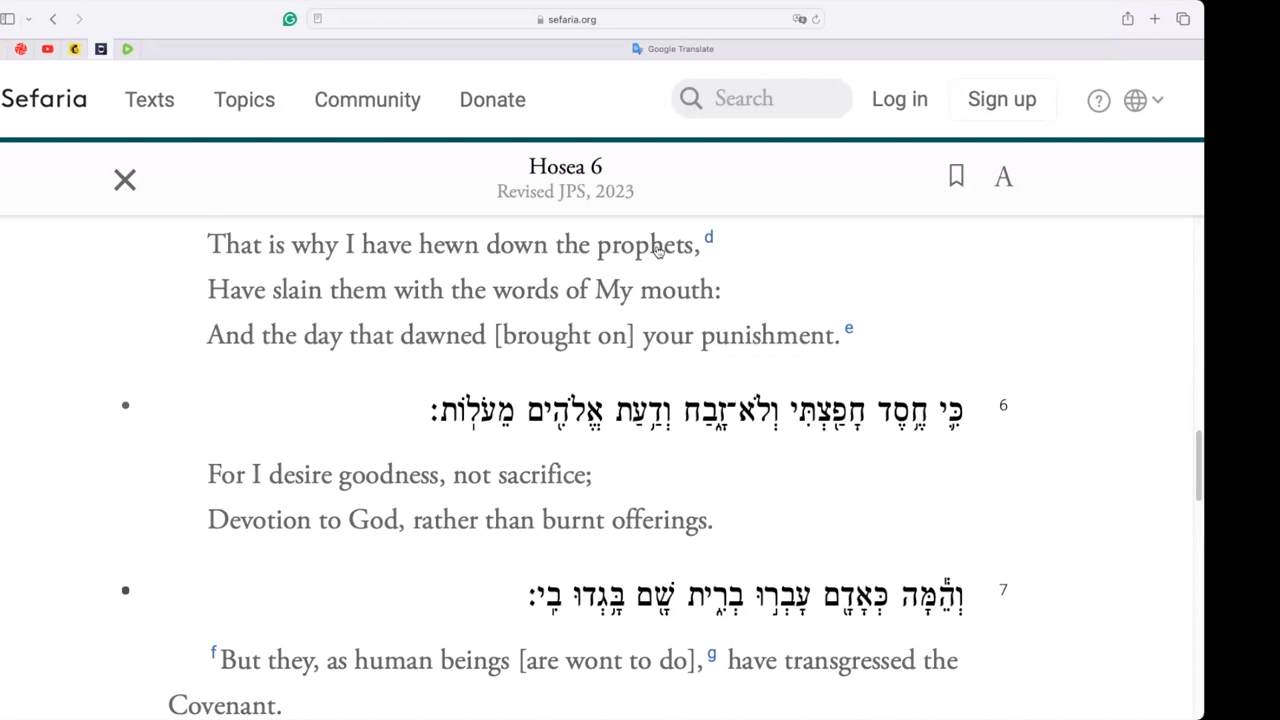 sefaria.org
Google Translate
Sefaria Texts Topics Community Donate Search Log in Sign up
Hosea 6
Revised JPS, 2023
A
That is why I have hewn down the prophets, d
Have slain them with the words of My mouth:
And the day that dawned [brought on] your punishment. e
6 כִּ֛י חֶ֥סֶד חָפַ֖צְתִּי וְלֹא־זָ֑בַח וְדַ֥עַת אֱלֹהִ֖ים מֵעֹלֽוֹת׃
For I desire goodness, not sacrifice;
Devotion to God, rather than burnt offerings.
7 וְהֵ֕מָּה כְּאָדָ֖ם עָבְר֣וּ בְרִ֑ית שָׁ֖ם בָּ֥גְדוּ בִֽי׃
f But they, as human beings [are wont to do], g have transgressed the
Covenant.